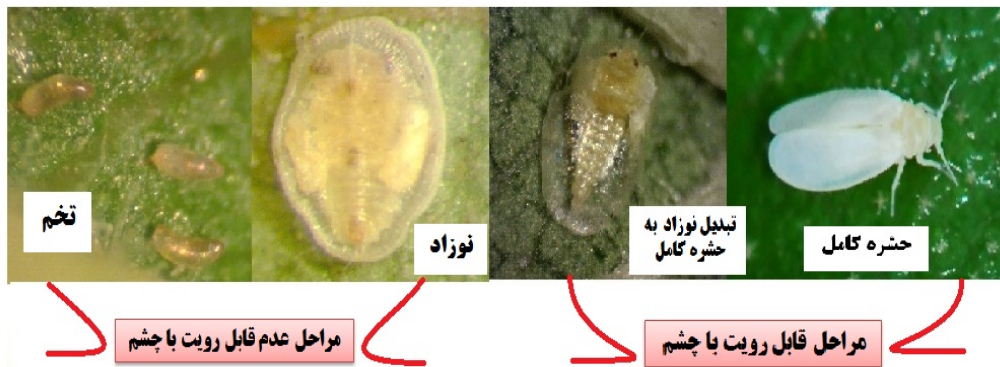 تخم
نوزاد
تبدیل نوزاد به
حشره کامل
حشره کامل
مراحل عدم قابل رویت با چشم
مراحل قابل رویت با چشم